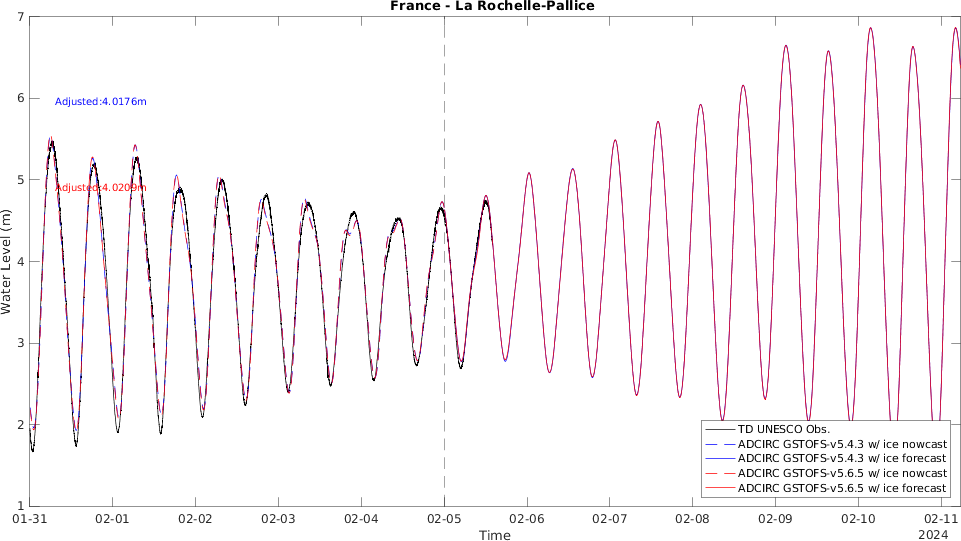 France - La Rochelle-Pallice
7
6
5
4
3
2
1
Water Level (m)
Adjusted:4.0176m
Adjusted:4.0209m
TD UNESCO Obs.
ADCIRC GSTOFS-v5.4.3 w/ ice nowcast
ADCIRC GSTOFS-v5.4.3 w/ ice forecast
ADCIRC GSTOFS-v5.6.5 w/ ice nowcast
ADCIRC GSTOFS-v5.6.5 w/ ice forecast
01-31 02-01 02-02 02-03 02-04 02-05 02-06 02-07 02-08 02-09 02-10 02-11
Time
2024